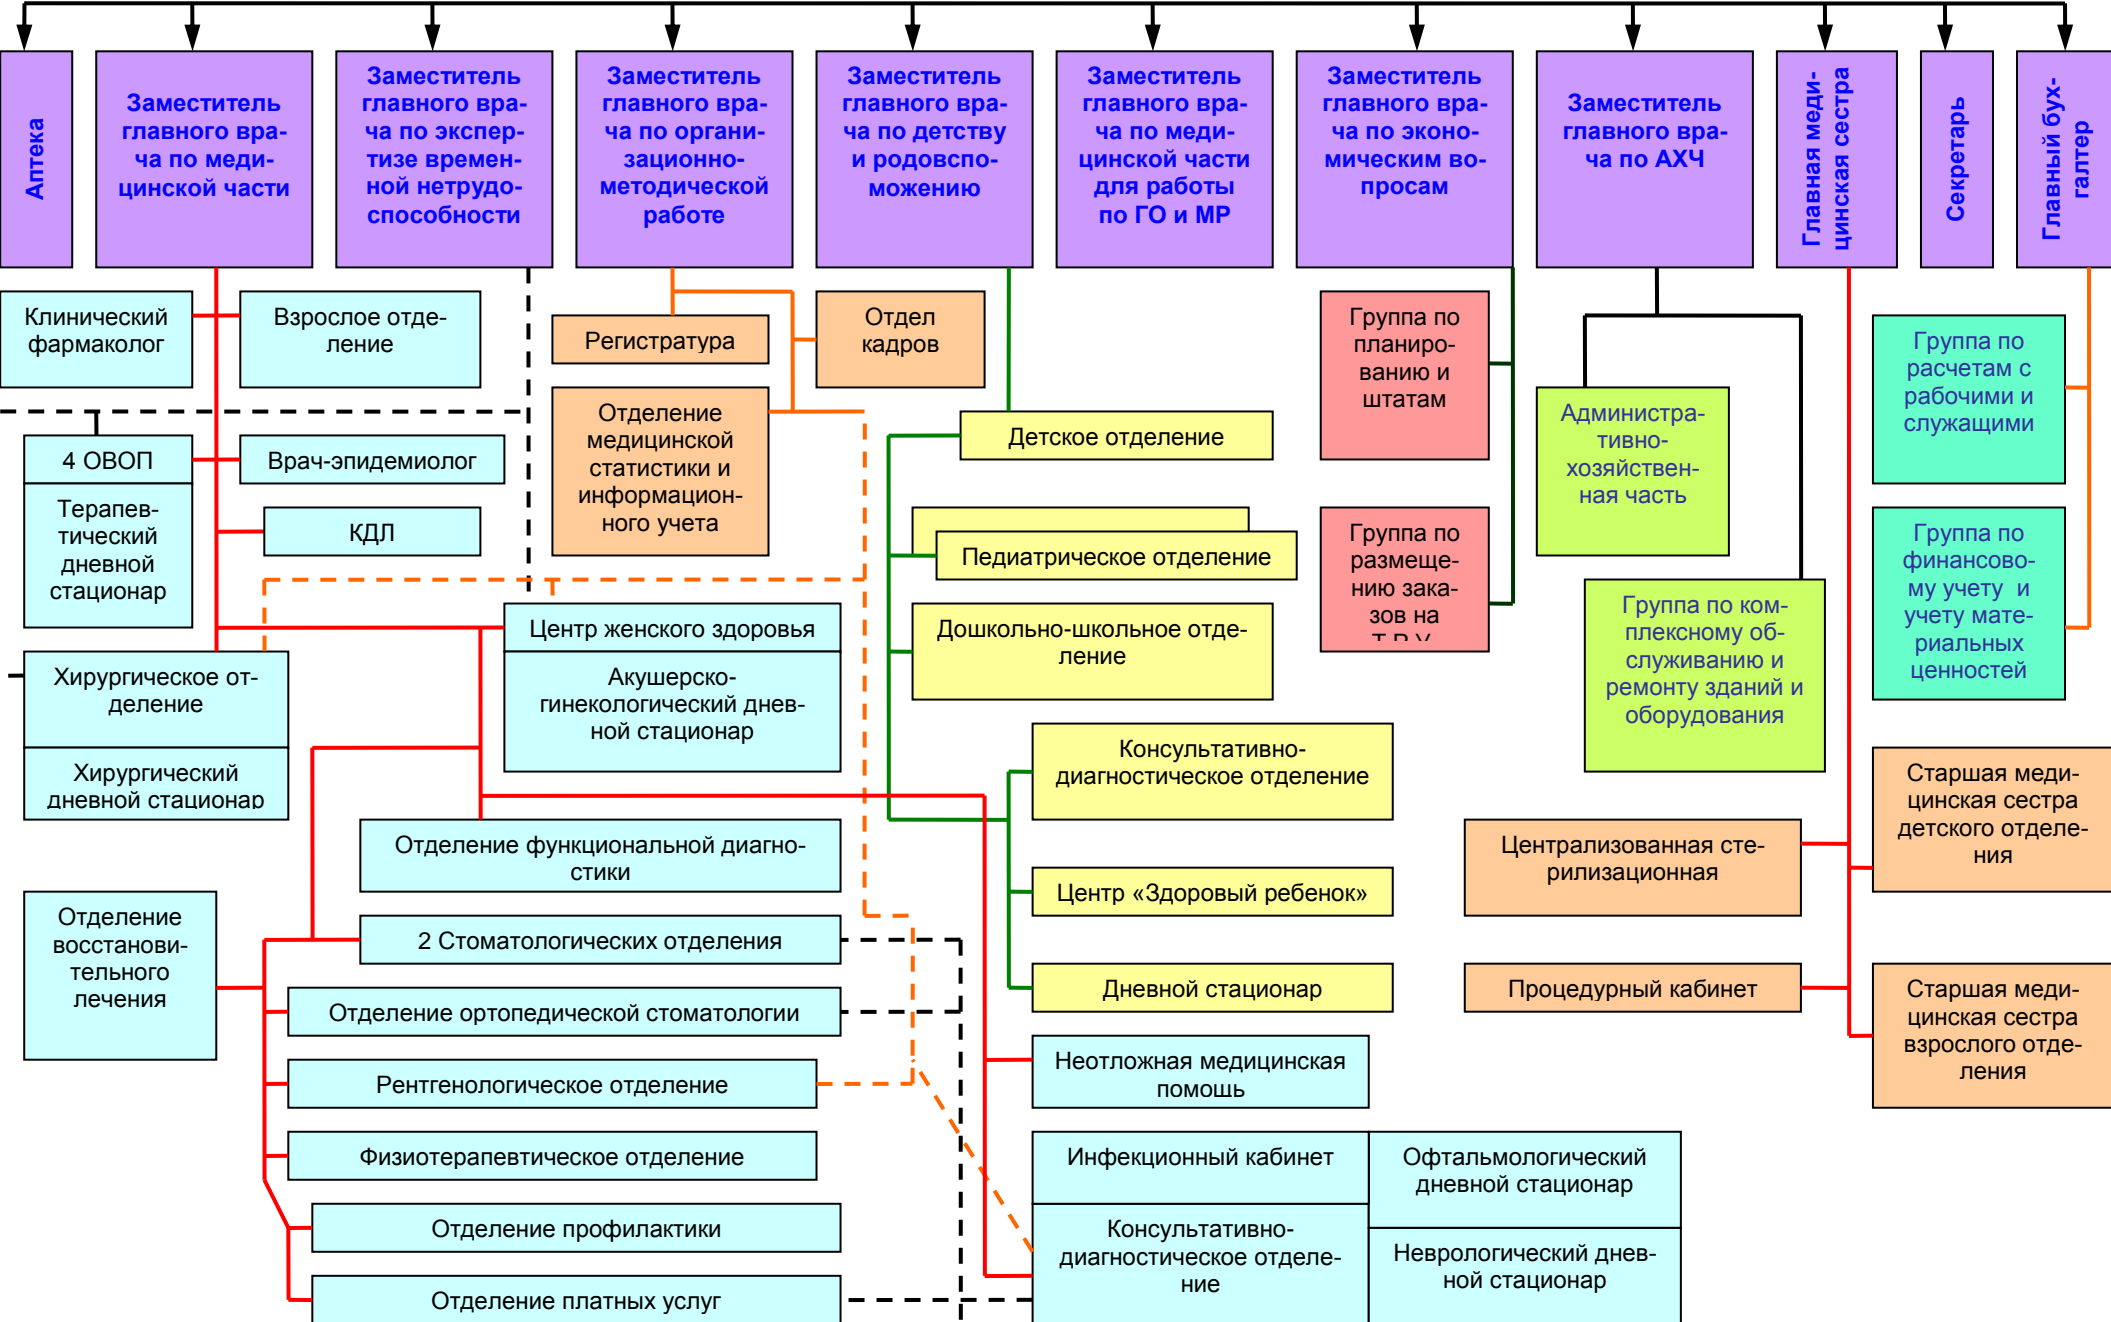 Аптека
Заместитель
главного вра-
ча по меди-
цинской части
Заместитель
главного вра-
ча по экспер-
тизе времен-
ной нетрудо-
способности
Заместитель
главного вра-
ча по органи-
зационно-
методической
работе
Заместитель
главного вра-
ча по детству
и родовспо-
можению
Заместитель
главного вра-
ча по меди-
цинской части
для работы
по ГО и МР
Заместитель
главного вра-
ча по эконо-
мическим во-
просам
Заместитель
главного вра-
ча по АХЧ
Главная меди-
цинская сестра
Секретарь
Главный бух-
галтер
Клинический
фармаколог
Взрослое отде-
ление
Регистратура
Отдел
кадров
Группа по
планиро-
ванию и
штатам
Группа по
расчетам с
рабочими и
служащими
Отделение
медицинской
статистики и
информацион-
ного учета
Администра-
тивно-
хозяйствен-
ная часть
Детское отделение
4 ОВОП
Врач-эпидемиолог
Терапев-
тический
дневной
стационар
КДЛ
Педиатрическое отделение
Группа по
размеще-
нию зака-
зов на
Т,Р,У
Группа по
финансово-
му учету и
учету мате-
риальных
ценностей
Группа по ком-
плексному об-
служиванию и
ремонту зданий и
оборудования
Центр женского здоровья
Дошкольно-школьное отде-
ление
Акушерско-
гинекологический днев-
ной стационар
Хирургическое от-
деление
Хирургический
дневной стационар
Консультативно-
диагностическое отделение
Старшая меди-
цинская сестра
детского отделе-
ния
Отделение функциональной диагно-
стики
Централизованная сте-
рилизационная
Центр «Здоровый ребенок»
Отделение
восстанови-
тельного
лечения
2 Стоматологических отделения
Дневной стационар
Процедурный кабинет
Старшая меди-
цинская сестра
взрослого отде-
ления
Отделение ортопедической стоматологии
Неотложная медицинская
помощь
Рентгенологическое отделение
Физиотерапевтическое отделение
Инфекционный кабинет
Офтальмологический
дневной стационар
Отделение профилактики
Консультативно-
диагностическое отделе-
ние
Неврологический днев-
ной стационар
Отделение платных услуг